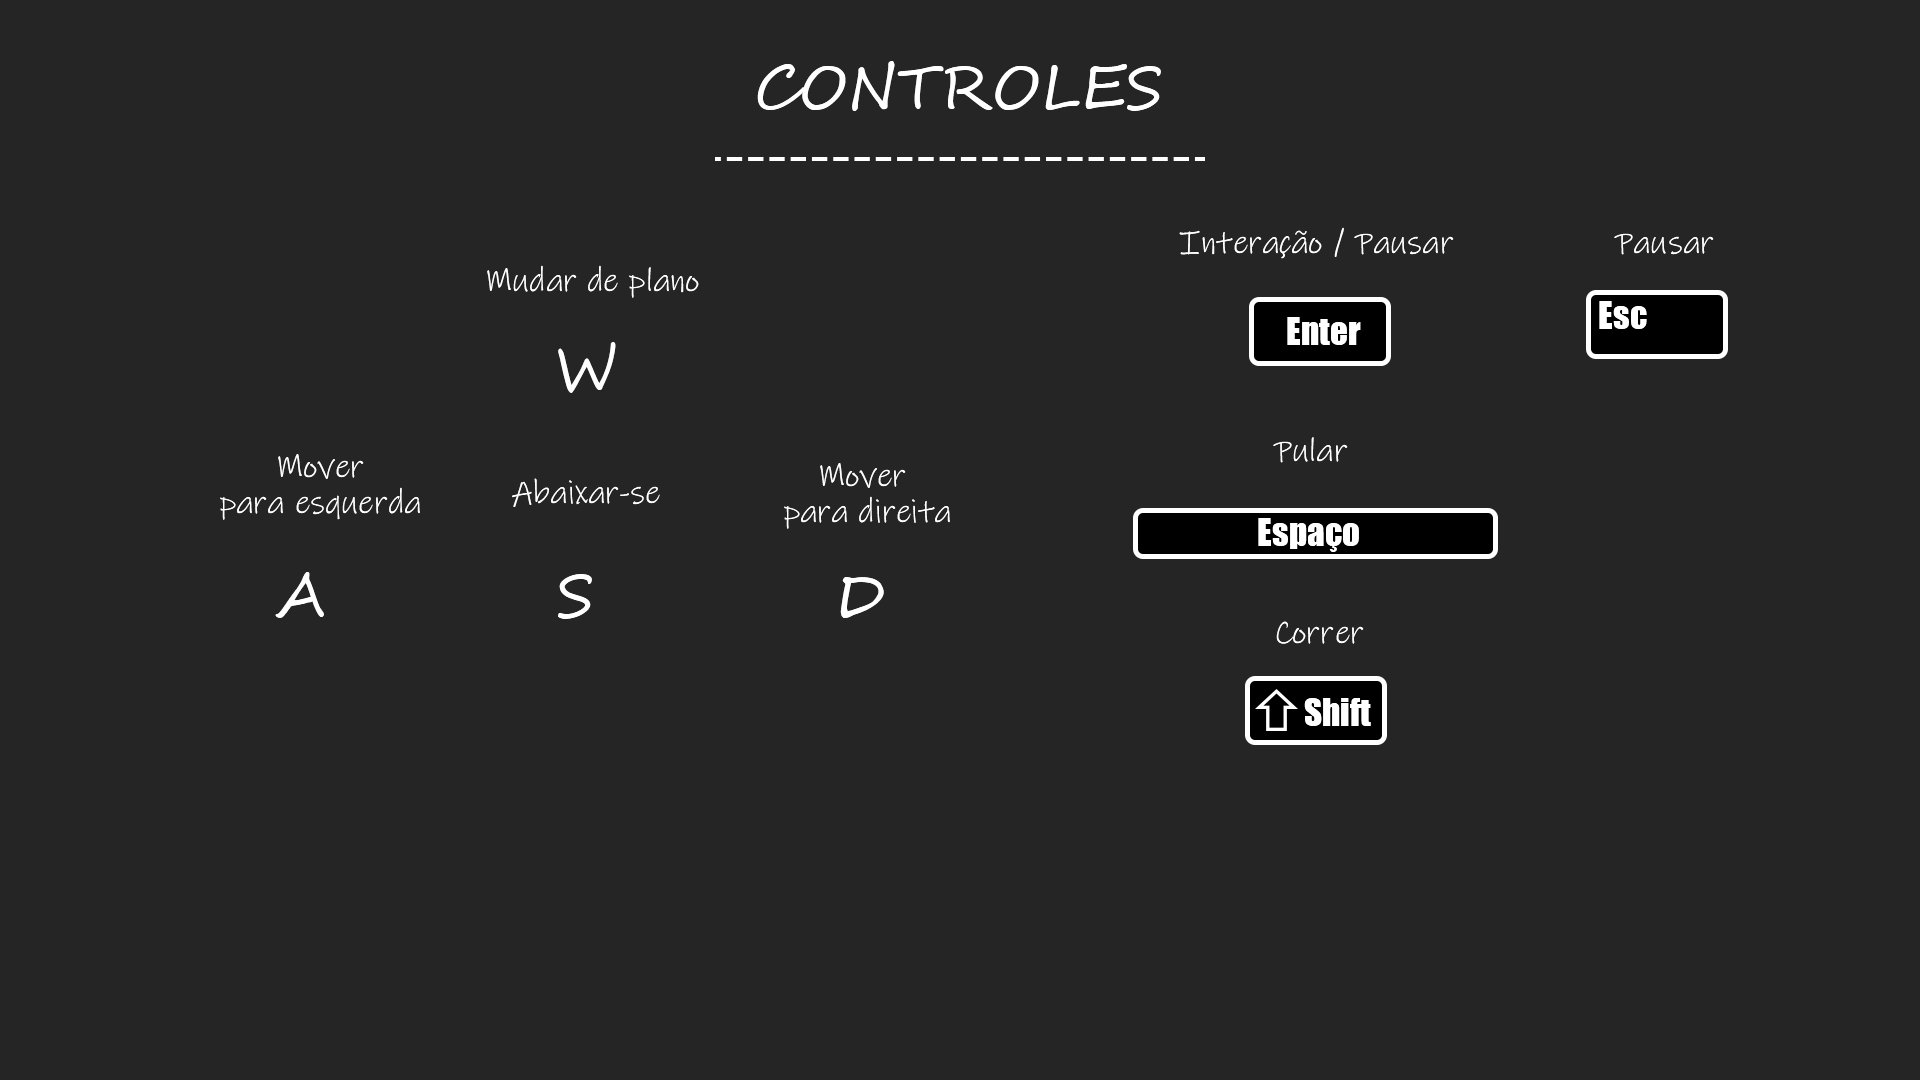 CONTROLES
Mudar de plano
W
Mover
para esquerda
A
Abaixar-se
S
Mover
para direita
D
Interação / Pausar
Enter
Pausar
Esc
Pular
Espaço
Correr
Shift